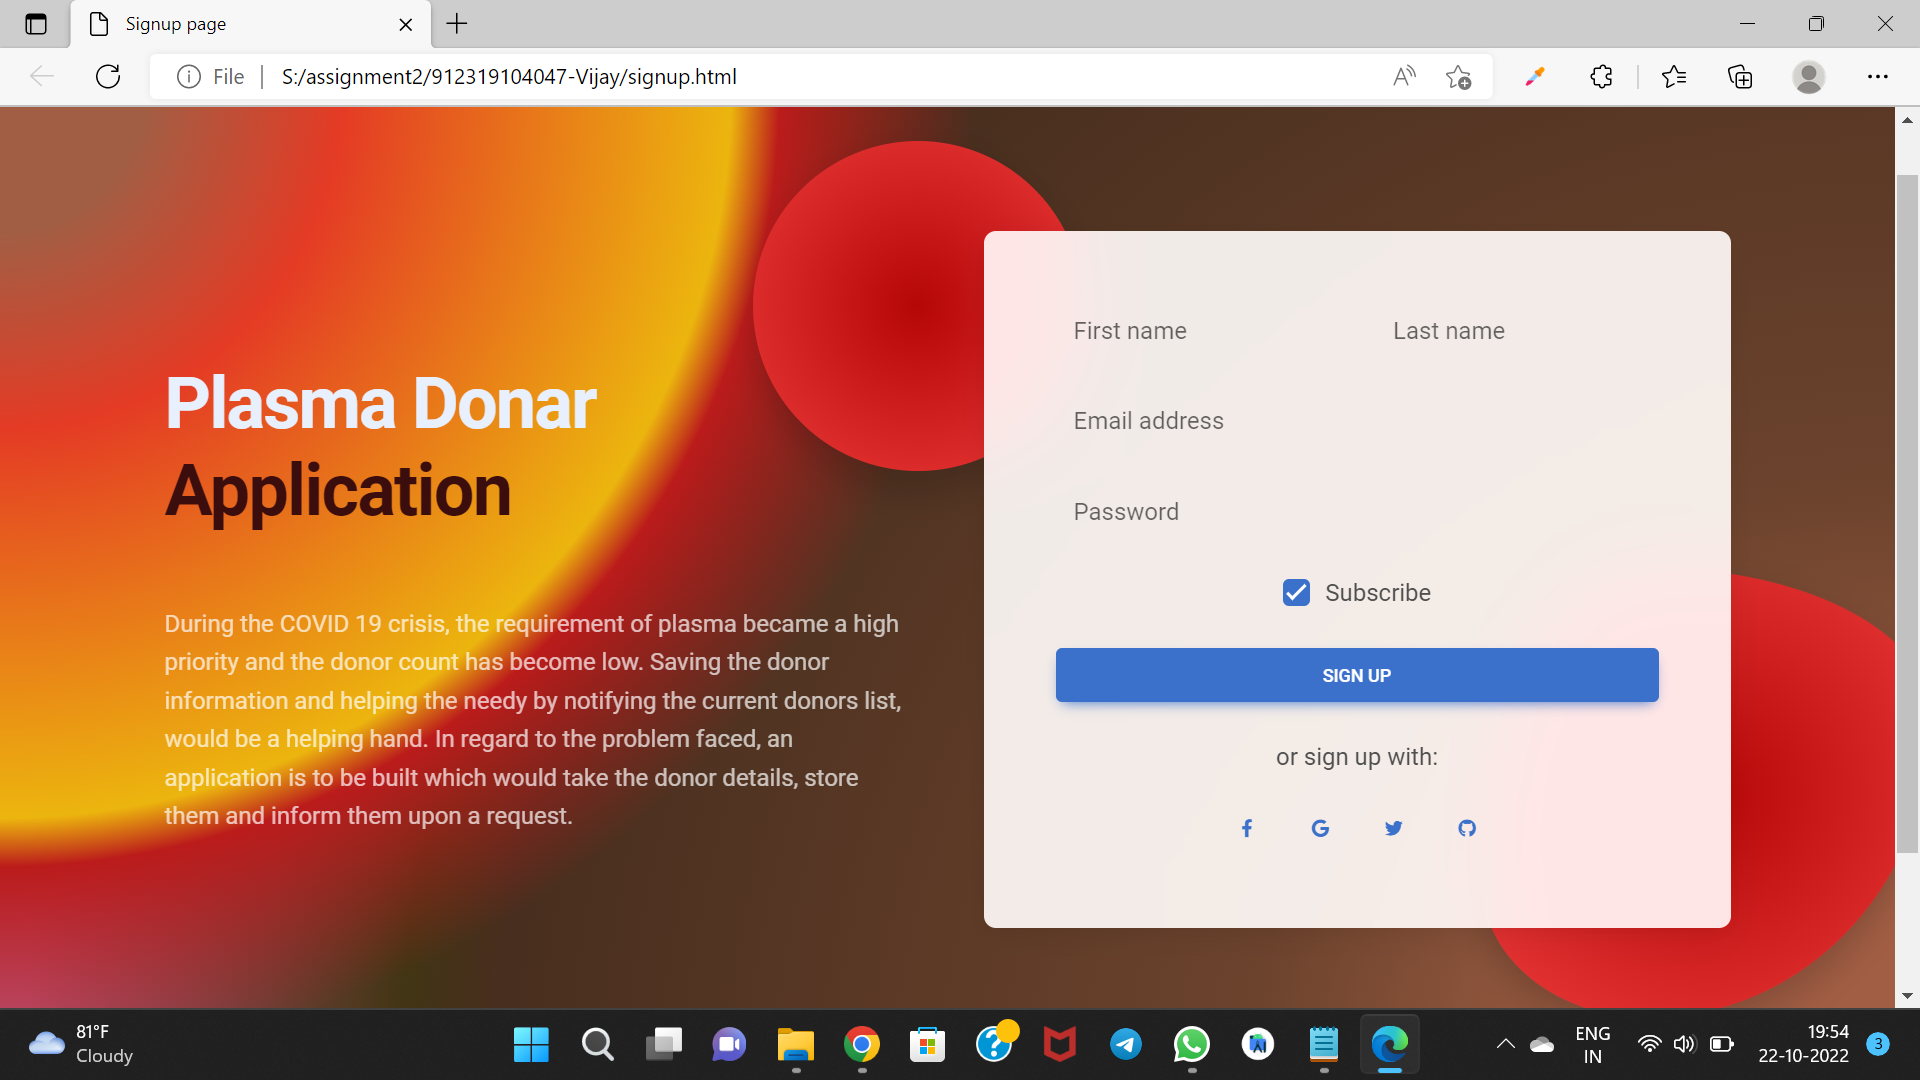 Signup page
File
S:/assignment2/912319104047-Vijay/signup.html
Plasma Donar
Application
During the COVID 19 crisis, the requirement of plasma became a high
priority and the donor count has become low. Saving the donor
information and helping the needy by notifying the current donors list,
would be a helping hand. In regard to the problem faced, an
application is to be built which would take the donor details, store
them and inform them upon a request.
First name
Last name
Email address
Password
Subscribe
SIGN UP
or sign up with:
81°F
Cloudy
ENG
IN
19:54
22-10-2022
3